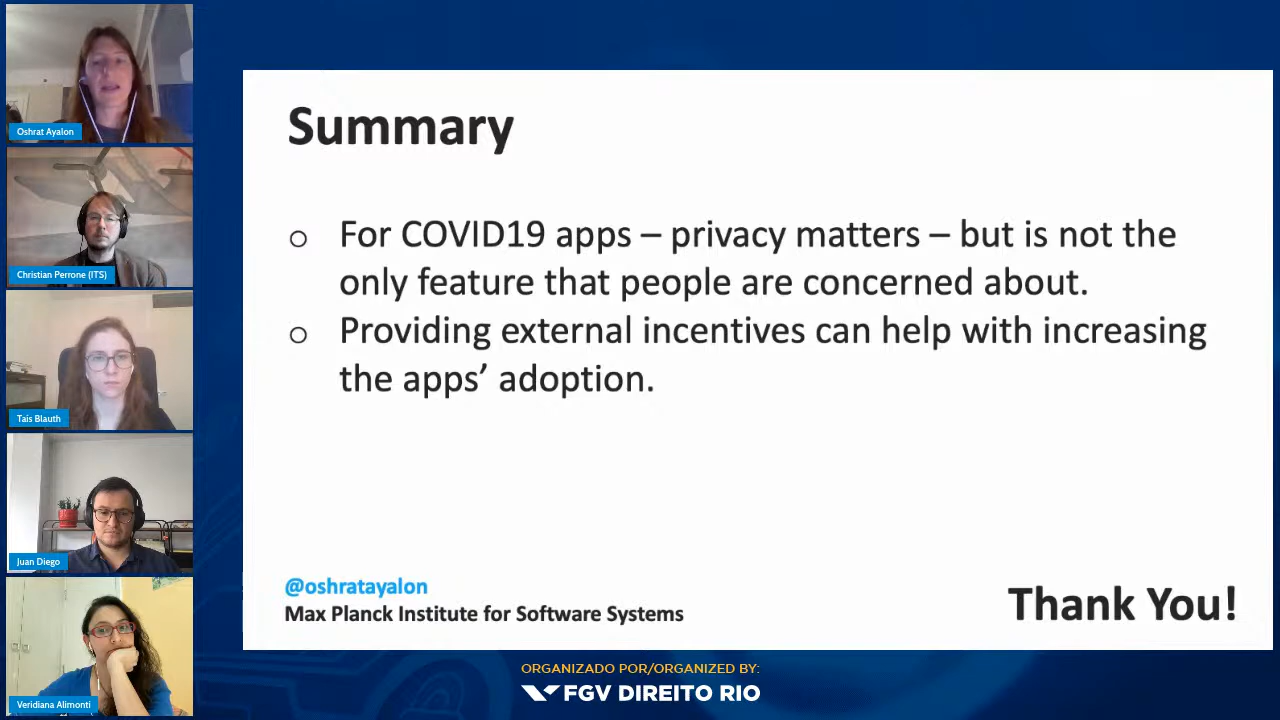 Oshrat Ayalon
Christian Perrone (ITS)
Tais Blauth
Juan Diego
Veridiana Alimonti
Summary
o For COVID19 apps – privacy matters – but is not the
only feature that people are concerned about.
o Providing external incentives can help with increasing
the apps’ adoption.
@oshratayalon
Max Planck Institute for Software Systems
Thank You!
ORGANIZADO POR/ORGANIZED BY:
FGV DIREITO RIO